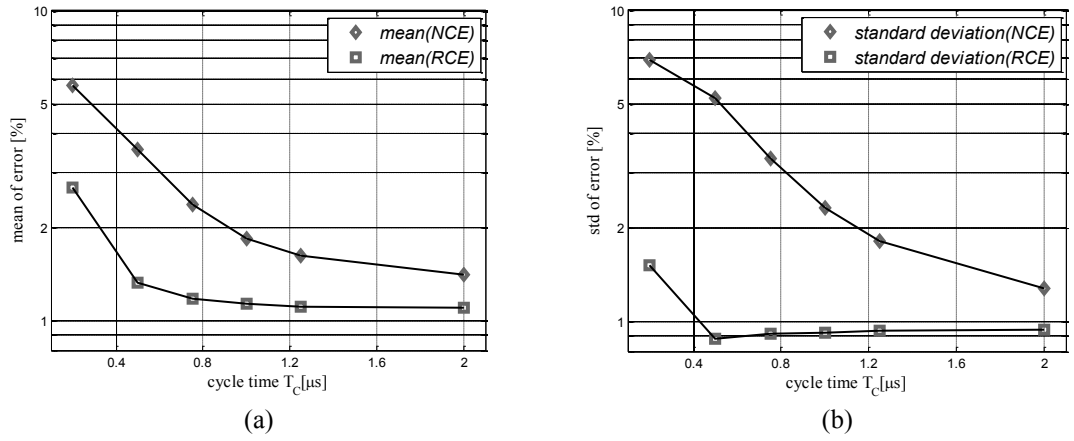 10
5
2
1
mean of error [%]
mean(NCE)
mean(RCE)
0.4 0.8 1.2 1.6 2
cycle time T_C[μs]
(a)
10
5
2
1
std of error [%]
standard deviation(NCE)
standard deviation(RCE)
0.4 0.8 1.2 1.6 2
cycle time T_C[μs]
(b)